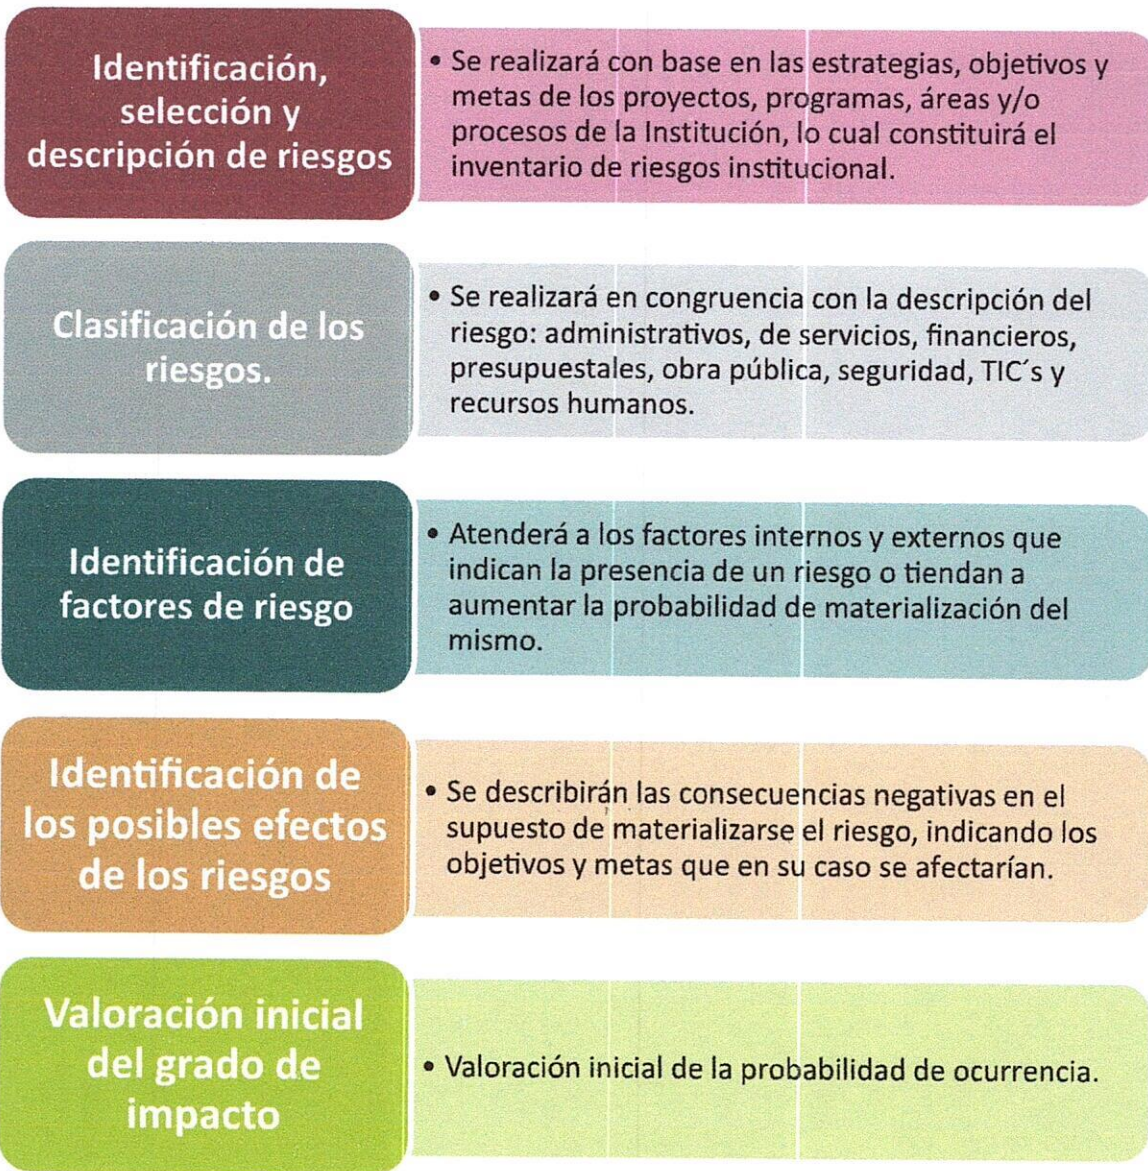 Identificación,
selección y
descripción de riesgos
• Se realizará con base en las estrategias, objetivos y
metas de los proyectos, programas, áreas y/o
procesos de la Institución, lo cual constituirá el
inventario de riesgos institucional.
Clasificación de los
riesgos.
• Se realizará en congruencia con la descripción del
riesgo: administrativos, de servicios, financieros,
presupuestales, obra pública, seguridad, TIC´s y
recursos humanos.
Identificación de
factores de riesgo
• Atenderá a los factores internos y externos que
indican la presencia de un riesgo o tiendan a
aumentar la probabilidad de materialización del
mismo.
Identificación de
los posibles efectos
de los riesgos
• Se describirán las consecuencias negativas en el
supuesto de materializarse el riesgo, indicando los
objetivos y metas que en su caso se afectarían.
Valoración inicial
del grado de
impacto
• Valoración inicial de la probabilidad de ocurrencia.